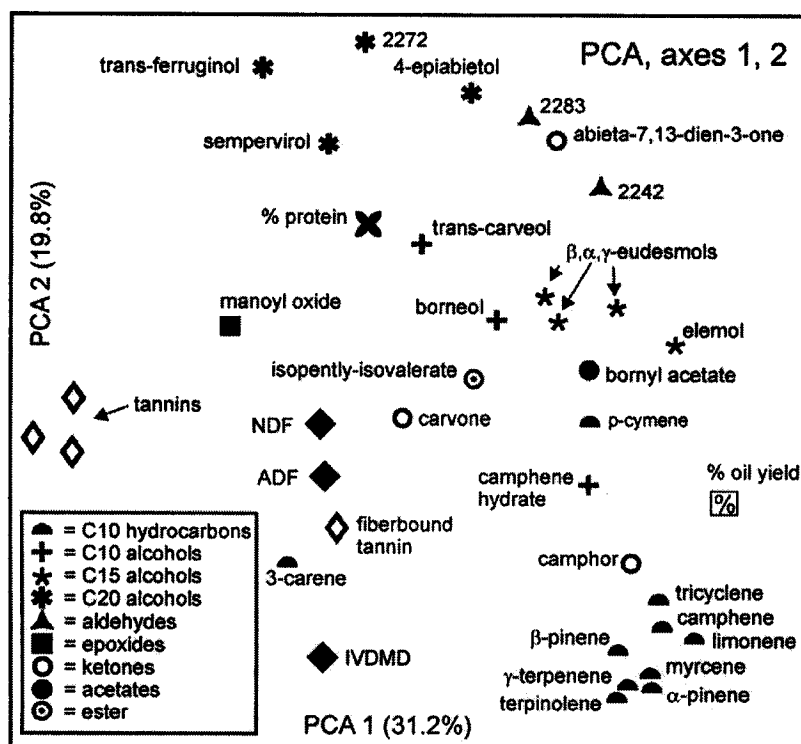 PCA, axes 1, 2
2272
trans-ferruginol
4-epiabietol
2283
abieta-7,13-dien-3-one
sempervirol
2242
% protein
trans-carveol
β,α,γ-eudesmols
PCA 2 (19.8%)
manoyl oxide
borneol
elemol
isopently-isovalerate
bornyl acetate
tannins
NDF
carvone
p-cymene
ADF
camphene
hydrate
% oil yield
%
fiberbound
tannin
3-carene
camphor
tricyclene
camphene
limonene
β-pinene
IVDMD
myrcene
γ-terpenene
α-pinene
terpinolene
PCA 1 (31.2%)
= C10 hydrocarbons
= C10 alcohols
= C15 alcohols
= C20 alcohols
= aldehydes
= epoxides
= ketones
= acetates
= ester